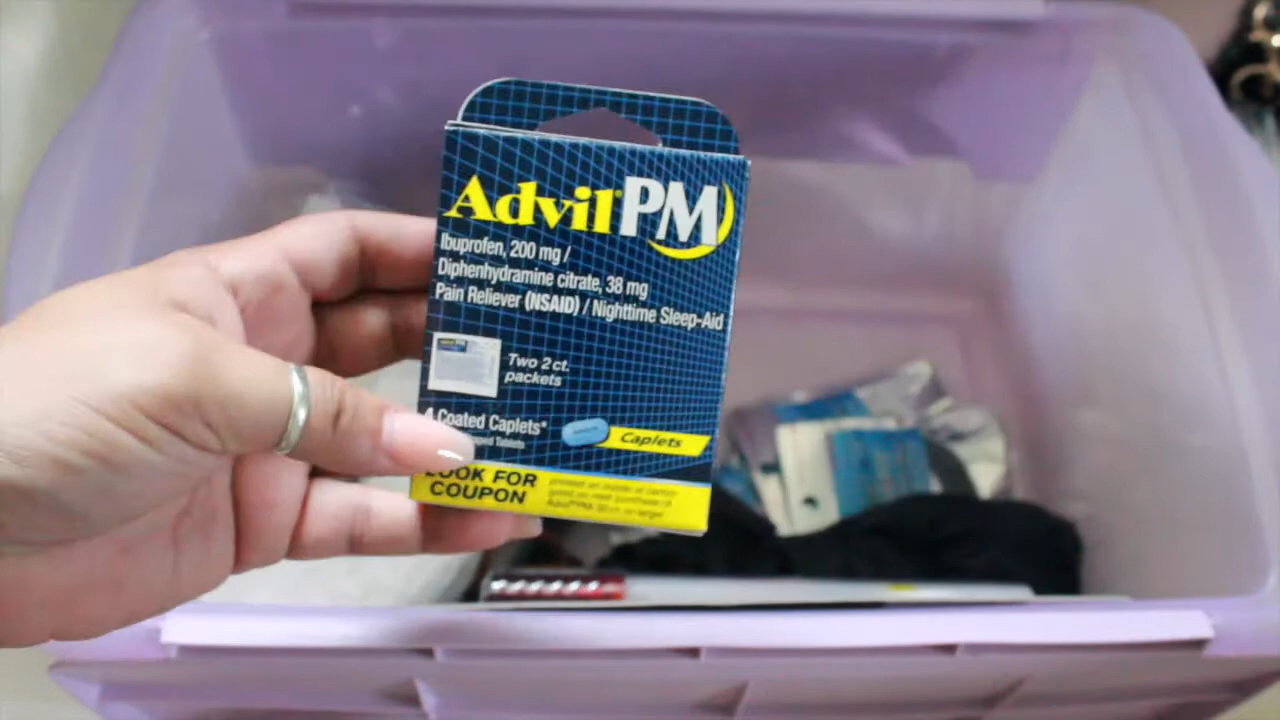 Advil PM
Ibuprofen, 200 mg /
Diphenhydramine citrate, 38 mg
Pain Reliever (NSAID) / Nighttime Sleep-Aid
Two 2 ct.
packets
4 Coated Caplets*
Tablets
Caplets
LOOK FOR
COUPON